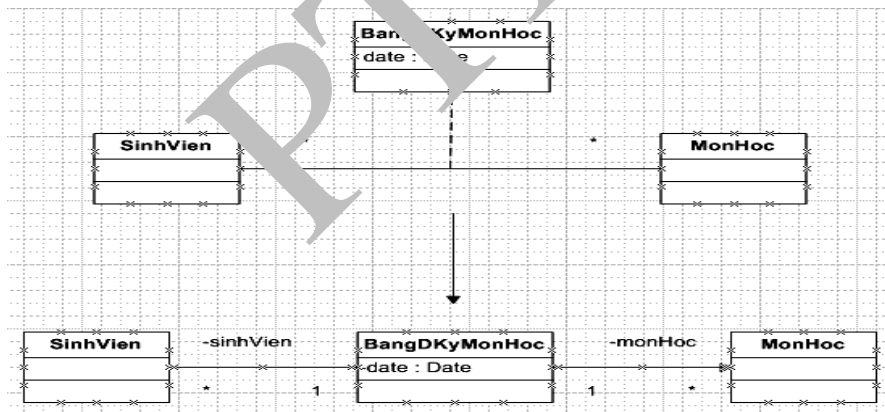 BangDKyMonHoc
date : Date
SinhVien
*
MonHoc
SinhVien
-sinhVien
BangDKyMonHoc
-monHoc
MonHoc
-date : Date
*
1
1
*